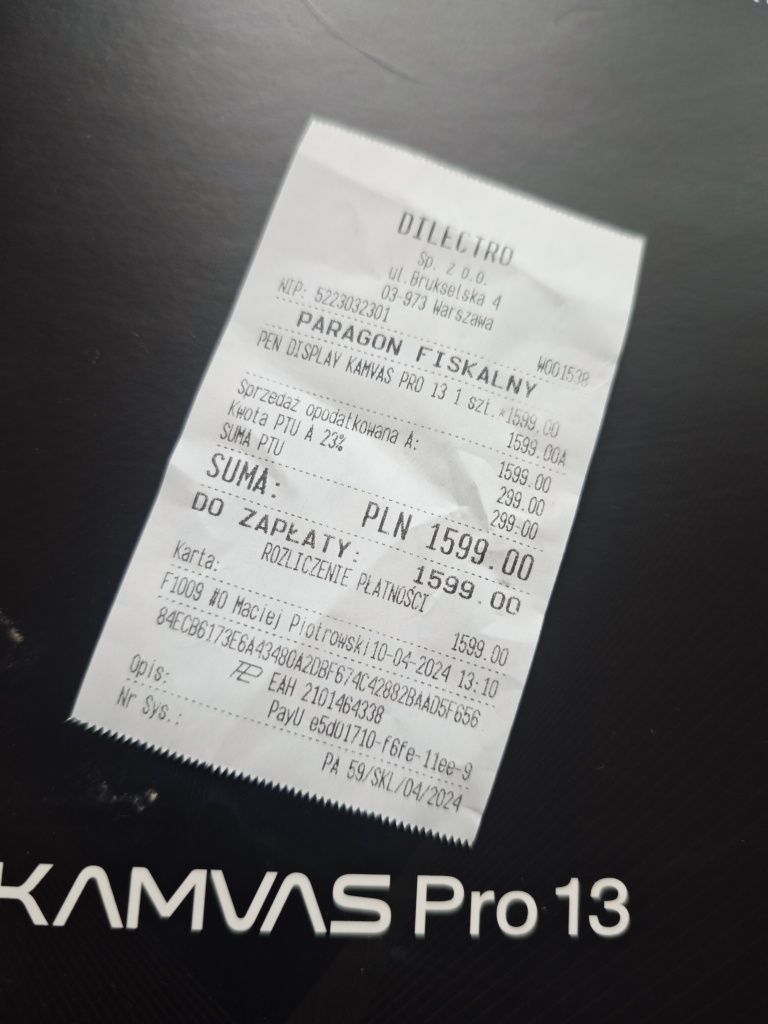 DILECTRO
Sp. z o.o.
ul.Brukselska 4
03-973 Warszawa
NIP: 5223032301
W001538
PARAGON FISKALNY
PEN DISPLAY KAMVAS PRO 13 1 szt.*1599.00
1599.00A
Sprzedaż opodatkowana A: 1599.00
Kwota PTU A 23% 299.00
SUMA PTU 299.00
SUMA: PLN 1599.00
DO ZAPŁATY: 1599.00
ROZLICZENIE PŁATNOŚCI
Karta: 1599.00
F1009 #0 Maciej Piotrowski10-04-2024 13:10
84ECB6173E6A43480A2DBF674C42882BAAD5F656
EAH 2101464338
Opis: PayU e5d01710-f6fe-11ee-9
Nr Sys.: PA 59/SKL/04/2024
KAMVAS Pro 13